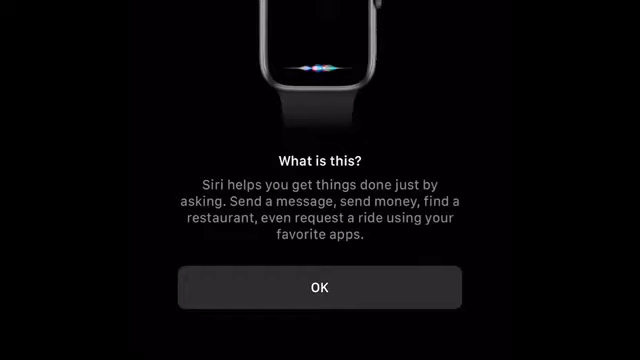 What is this?
Siri helps you get things done just by
asking. Send a message, send money, find a
restaurant, even request a ride using your
favorite apps.
OK